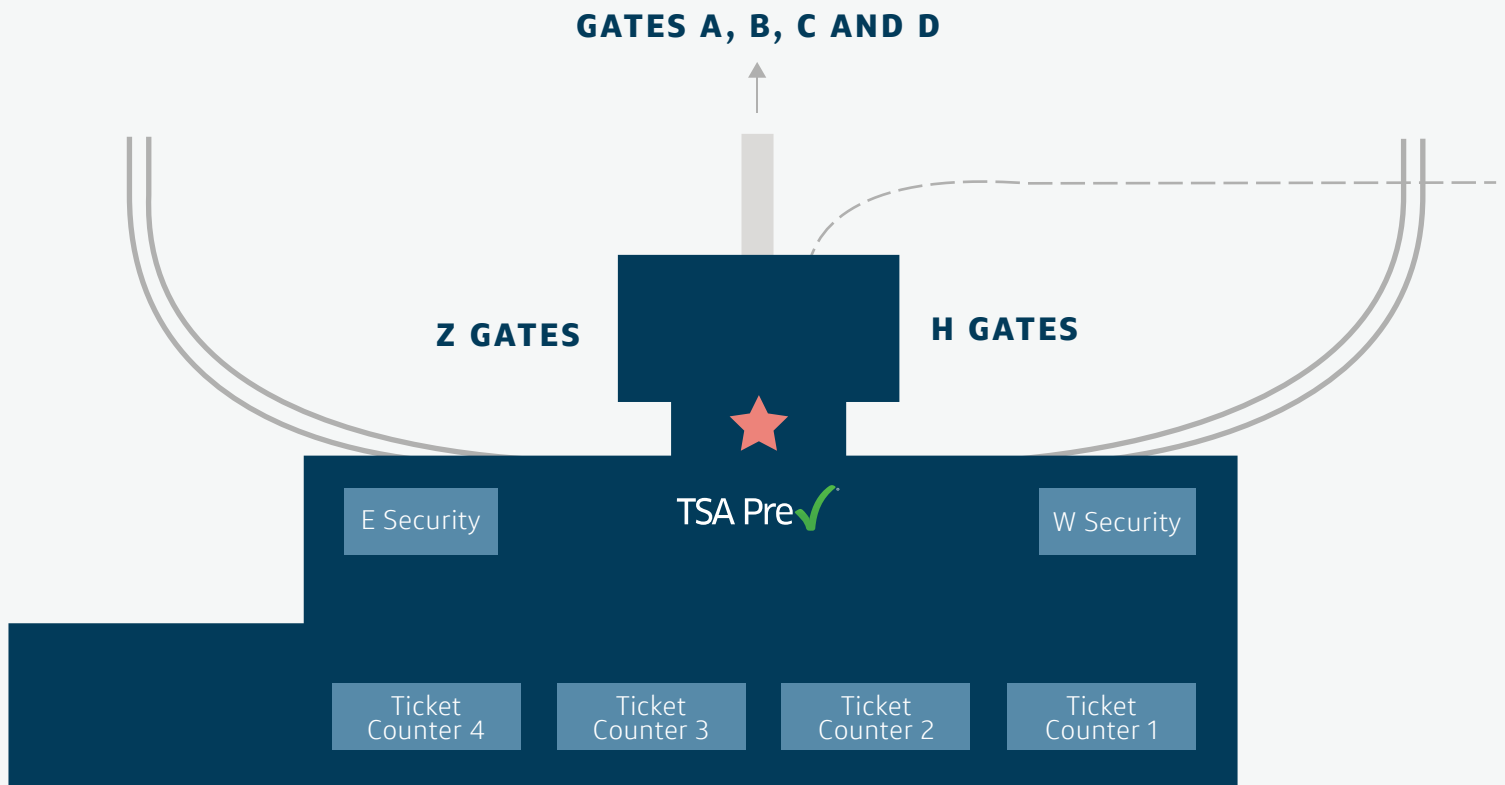 GATES A, B, C AND D
Z GATES
H GATES
TSA Pre
E Security
W Security
Ticket
Counter 4
Ticket
Counter 3
Ticket
Counter 2
Ticket
Counter 1